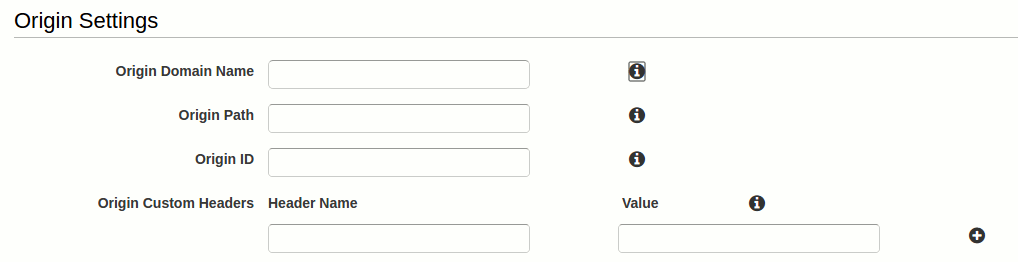 Origin Settings
Origin Domain Name
Origin Path
Origin ID
Origin Custom Headers Header Name Value